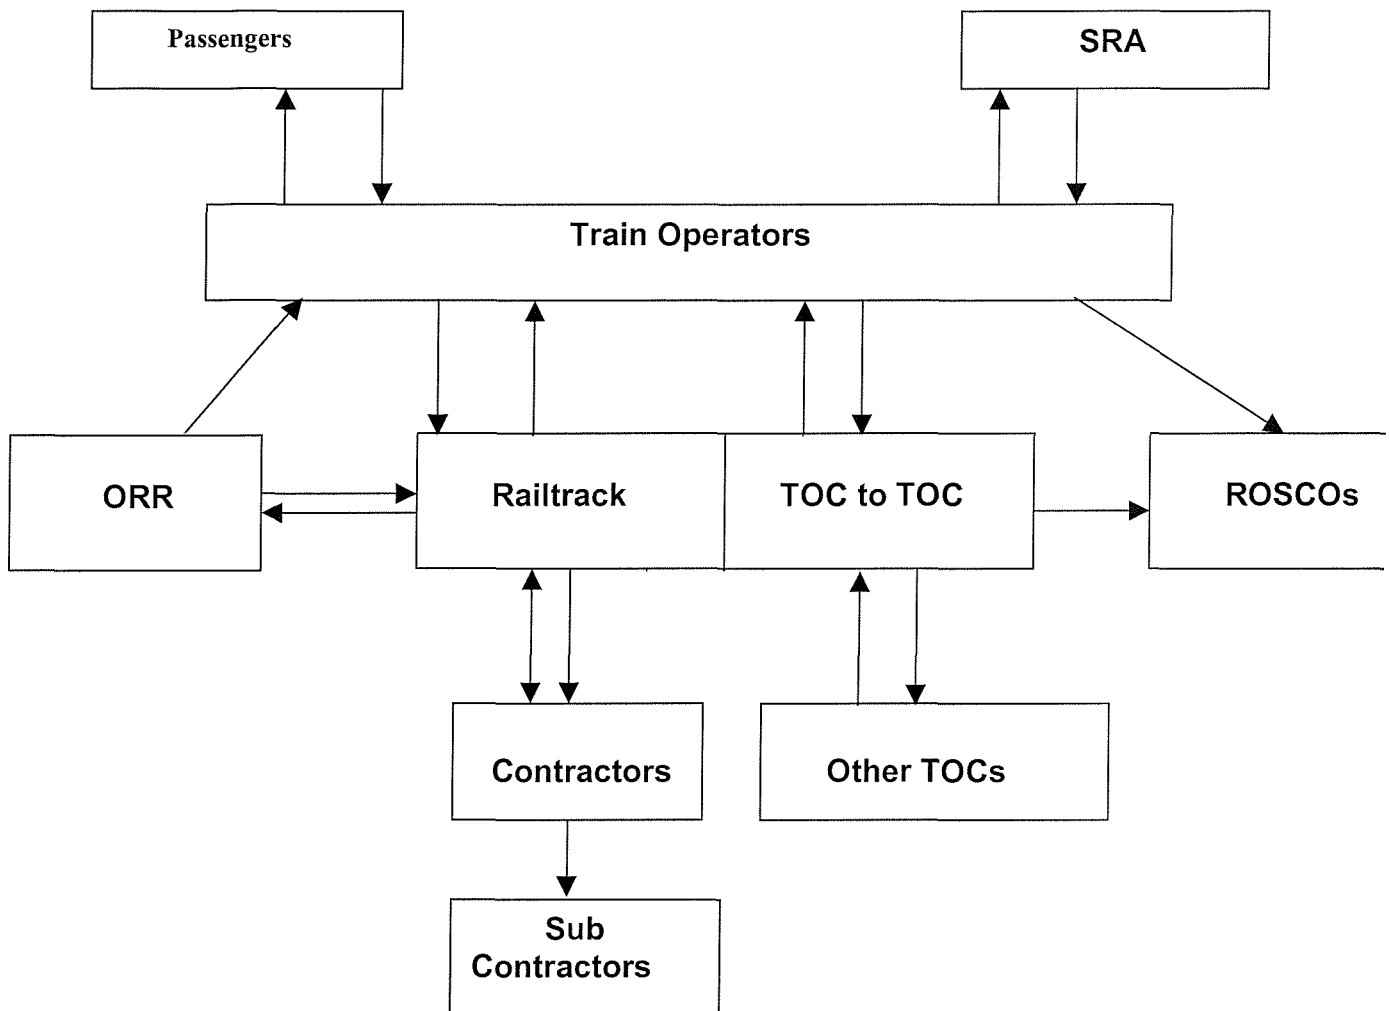 Passengers
SRA
Train Operators
ORR
Railtrack
TOC to TOC
ROSCOs
Contractors
Other TOCs
Sub
Contractors